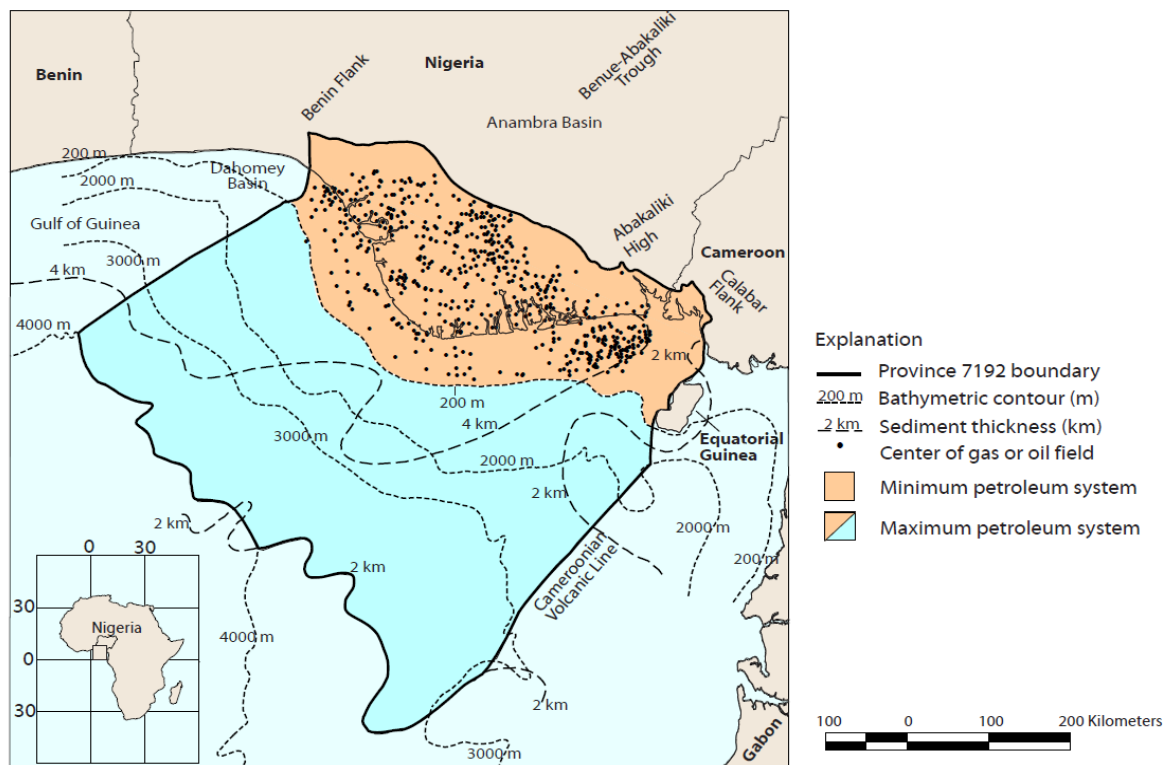 Benin
Nigeria
Benin Flank
Benue-Abakaliki
Trough
Anambra Basin
200 m
2000 m
Dahomey
Basin
Gulf of Guinea
3000 m
4 km
4000 m
Abakaliki
High
Cameroon
Calabar
Flank
2 km
200 m
4 km
3000 m
2000 m
Equatorial
Guinea
2 km
2000 m
200 m
2 km
2 km
Cameroonian
Volcanic Line
4000 m
2 km
3000 m
Gabon
0 30
30
Nigeria
0
30
Explanation
Province 7192 boundary
200 m Bathymetric contour (m)
2 km Sediment thickness (km)
Center of gas or oil field
Minimum petroleum system
Maximum petroleum system
100 0 100 200 Kilometers